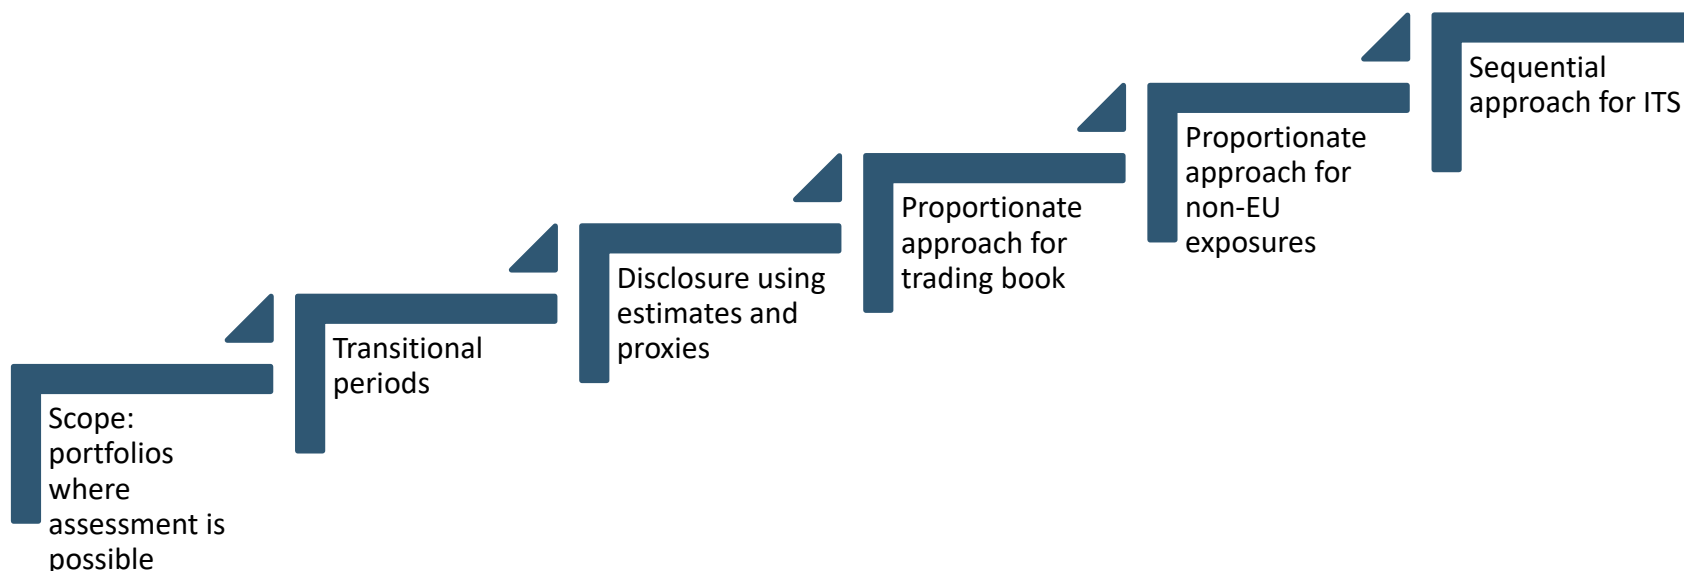 Scope:
portfolios
where
assessment is
possible
Transitional
periods
Disclosure using
estimates and
proxies
Proportionate
approach for
trading book
Proportionate
approach for
non-EU
exposures
Sequential
approach for ITS